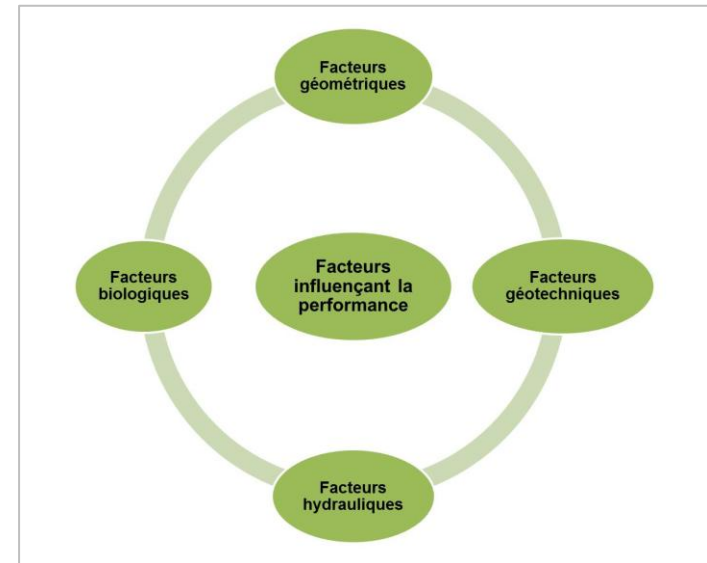 Facteurs
géométriques
Facteurs
biologiques
Facteurs
influençant la
performance
Facteurs
géotechniques
Facteurs
hydrauliques